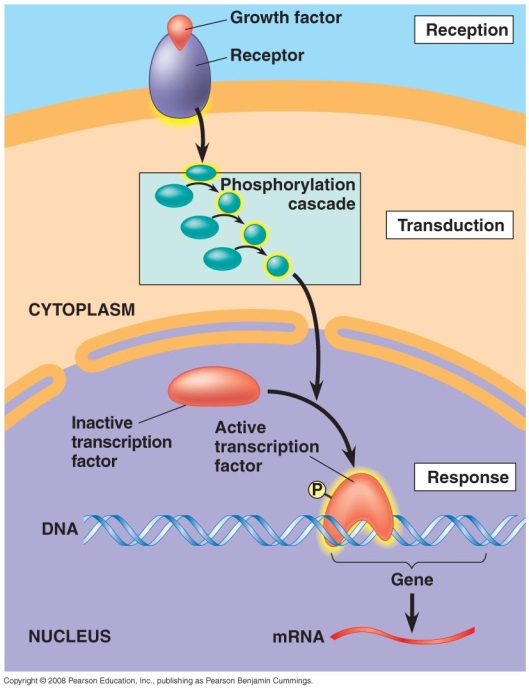 Growth factor
Reception
Receptor
Phosphorylation
cascade
Transduction
CYTOPLASM
Inactive
transcription
factor
Active
transcription
factor
Response
P
DNA
Gene
NUCLEUS
mRNA
Copyright © 2008 Pearson Education, Inc., publishing as Pearson Benjamin Cummings.